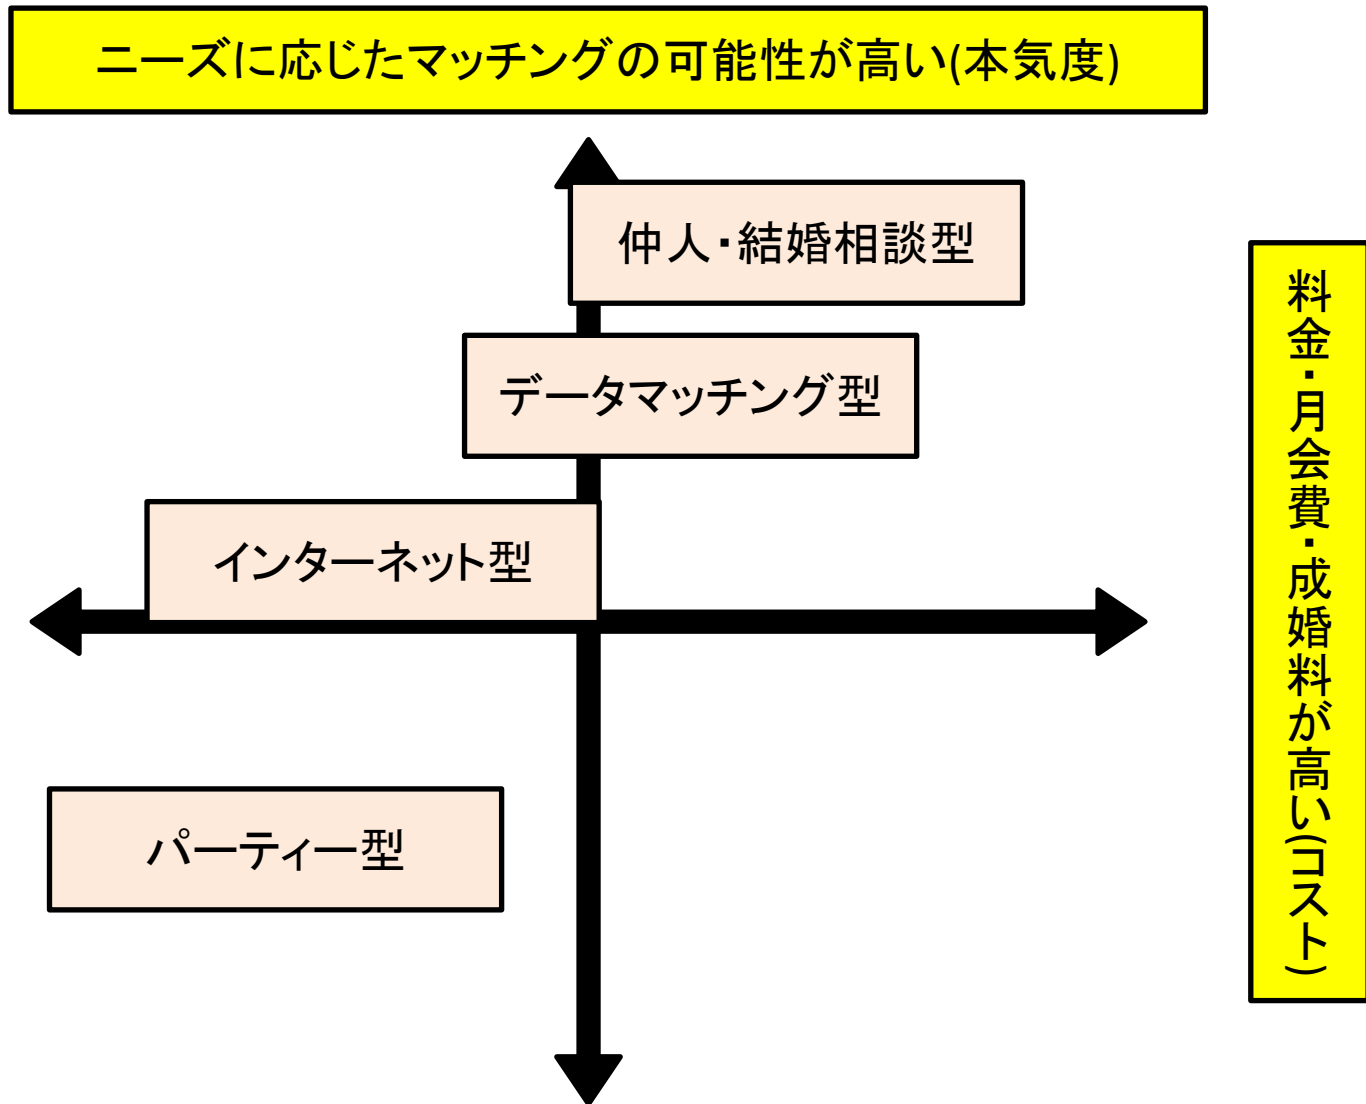 ニーズに応じたマッチングの可能性が高い(本気度)
仲人・結婚相談型
データマッチング型
インターネット型
パーティー型
料金・月会費・成婚料が高い(コスト)